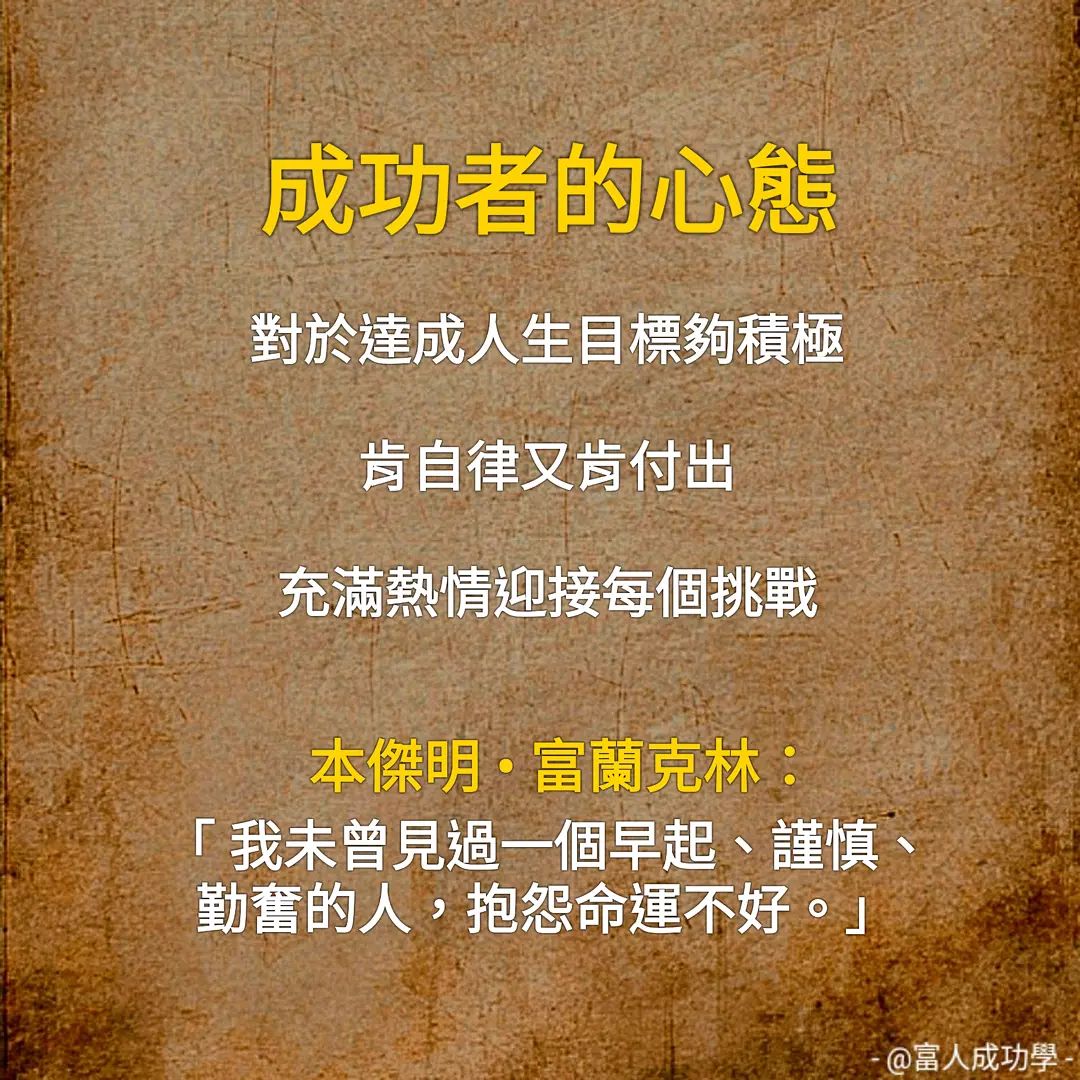 成功者的心態
對於達成人生目標夠積極
肯自律又肯付出
充滿熱情迎接每個挑戰
本傑明•富蘭克林：
「我未曾見過一個早起、謹慎、
勤奮的人，抱怨命運不好。」
- @富人成功學 -